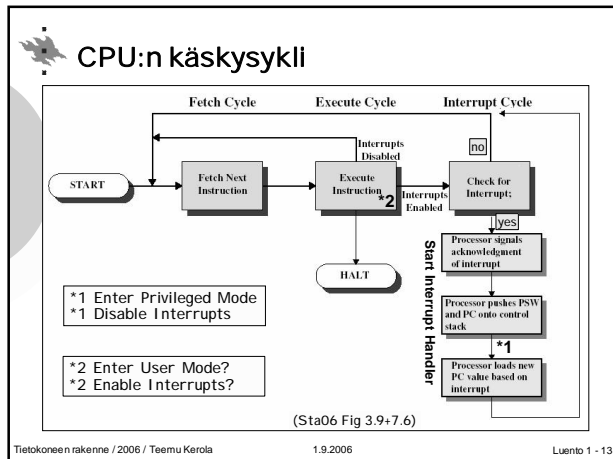 CPU:n käskysykli
Fetch Cycle
Execute Cycle
Interrupt Cycle
Interrupts
Disabled
no
START
Fetch Next
Instruction
Execute
Instruction
*2
Interrupts
Enabled
Check for
Interrupt;
yes
HALT
Start Interrupt Handler
Processor signals
acknowledgment
of interrupt
Processor pushes PSW
and PC onto control
stack
*1
Processor loads new
PC value based on
interrupt
*1 Enter Privileged Mode
*1 Disable Interrupts
*2 Enter User Mode?
*2 Enable Interrupts?
(Sta06 Fig 3.9+7.6)
Tietokoneen rakenne / 2006 / Teemu Kerola
1.9.2006
Luento 1 - 13